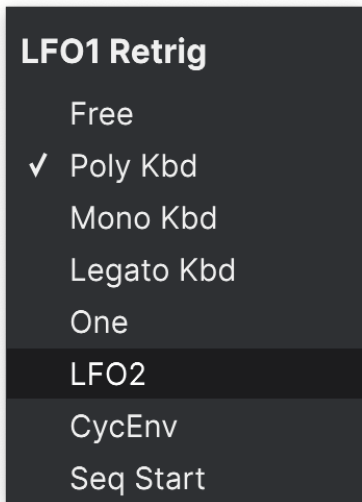 LFO1 Retrig
Free
✓ Poly Kbd
Mono Kbd
Legato Kbd
One
LFO2
CycEnv
Seq Start